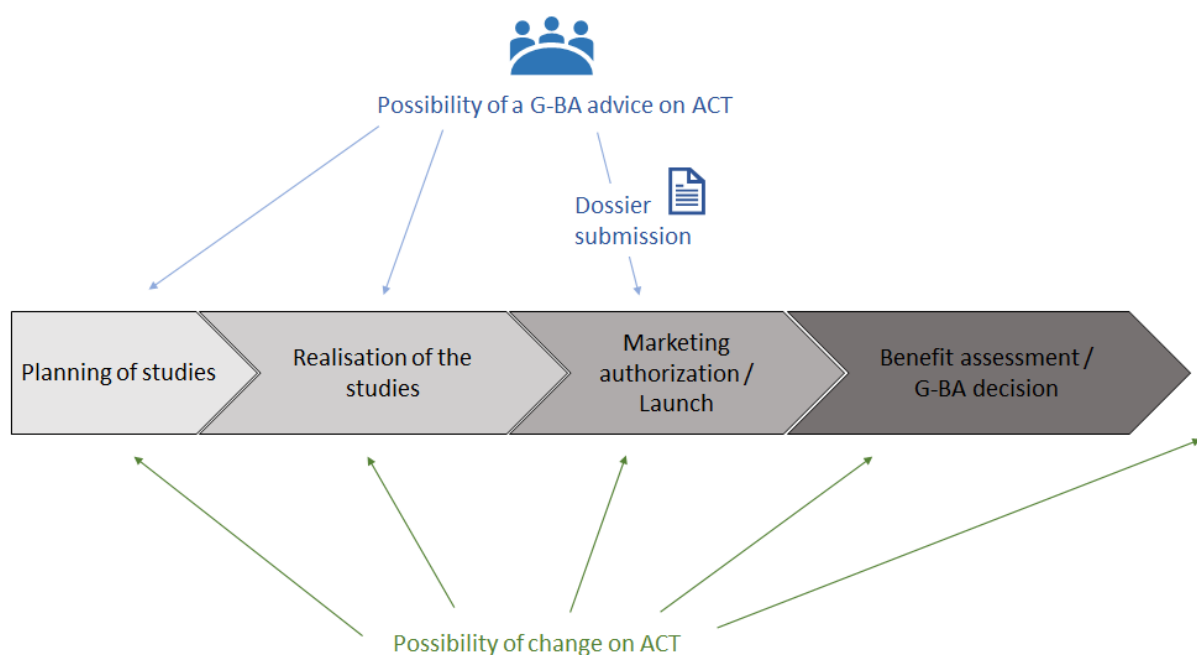 Possibility of a G-BA advice on ACT
Dossier
submission
Planning of studies
Realisation of the
studies
Marketing
authorization /
Launch
Benefit assessment /
G-BA decision
Possibility of change on ACT